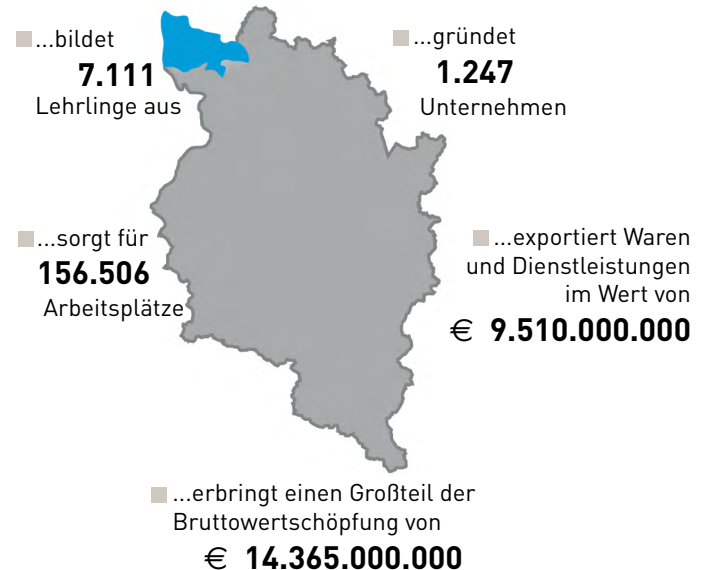 ...bildet
7.111
Lehrlinge aus
...gründet
1.247
Unternehmen
...sorgt für
156.506
Arbeitsplätze
...exportiert Waren
und Dienstleistungen
im Wert von
€ 9.510.000.000
...erbringt einen Großteil der
Bruttowertschöpfung von
€ 14.365.000.000